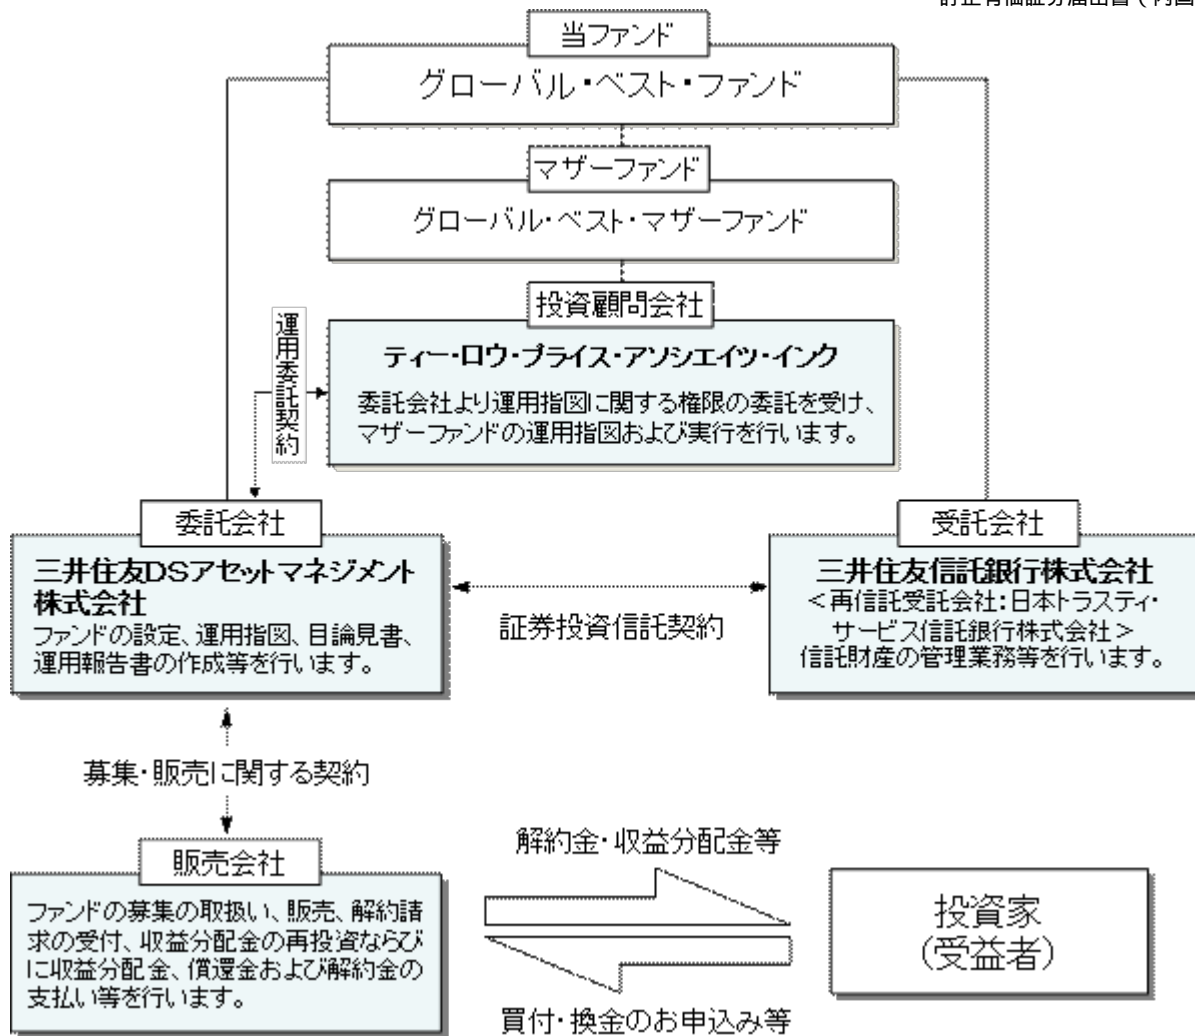 当ファンド
グローバル・ベスト・ファンド
マザーファンド
グローバル・ベスト・マザーファンド
投資顧問会社
ティー・ロウ・プライス・アソシエイツ・インク
委託会社より運用指図に関する権限の委託を受け、
マザーファンドの運用指図および実行を行います。
運用委託契約
委託会社
三井住友DSアセットマネジメント
株式会社
ファンドの設定、運用指図、目論見書、
運用報告書の作成等を行います。
証券投資信託契約
受託会社
三井住友信託銀行株式会社
<再信託受託会社:日本トラスティ・
サービス信託銀行株式会社>
信託財産の管理業務等を行います。
募集・販売に関する契約
販売会社
ファンドの募集の取扱い、販売、解約請
求の受付、収益分配金の再投資ならび
に収益分配金、償還金および解約金の
支払い等を行います。
解約金・収益分配金等
買付・換金のお申込み等
投資家
(受益者)